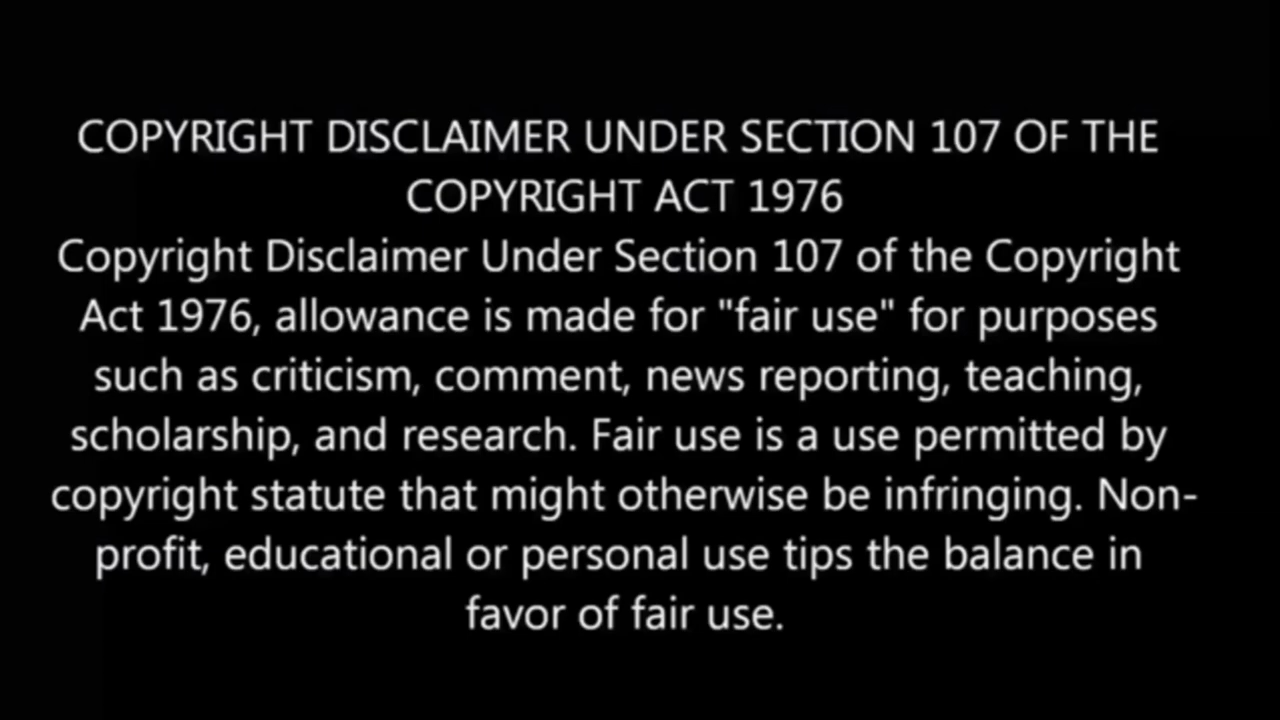 COPYRIGHT DISCLAIMER UNDER SECTION 107 OF THE
COPYRIGHT ACT 1976
Copyright Disclaimer Under Section 107 of the Copyright
Act 1976, allowance is made for "fair use" for purposes
such as criticism, comment, news reporting, teaching,
scholarship, and research. Fair use is a use permitted by
copyright statute that might otherwise be infringing. Non-
profit, educational or personal use tips the balance in
favor of fair use.